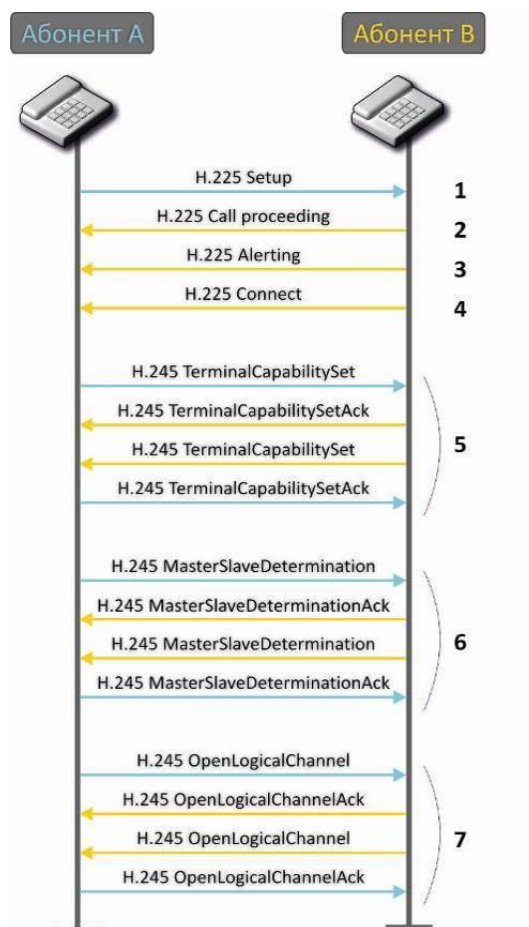 Абонент A
Абонент B
H.225 Setup
1
H.225 Call proceeding
2
H.225 Alerting
3
H.225 Connect
4
H.245 TerminalCapabilitySet
H.245 TerminalCapabilitySetAck
H.245 TerminalCapabilitySet
5
H.245 TerminalCapabilitySetAck
H.245 MasterSlaveDetermination
H.245 MasterSlaveDeterminationAck
H.245 MasterSlaveDetermination
6
H.245 MasterSlaveDeterminationAck
H.245 OpenLogicalChannel
H.245 OpenLogicalChannelAck
H.245 OpenLogicalChannel
7
H.245 OpenLogicalChannelAck